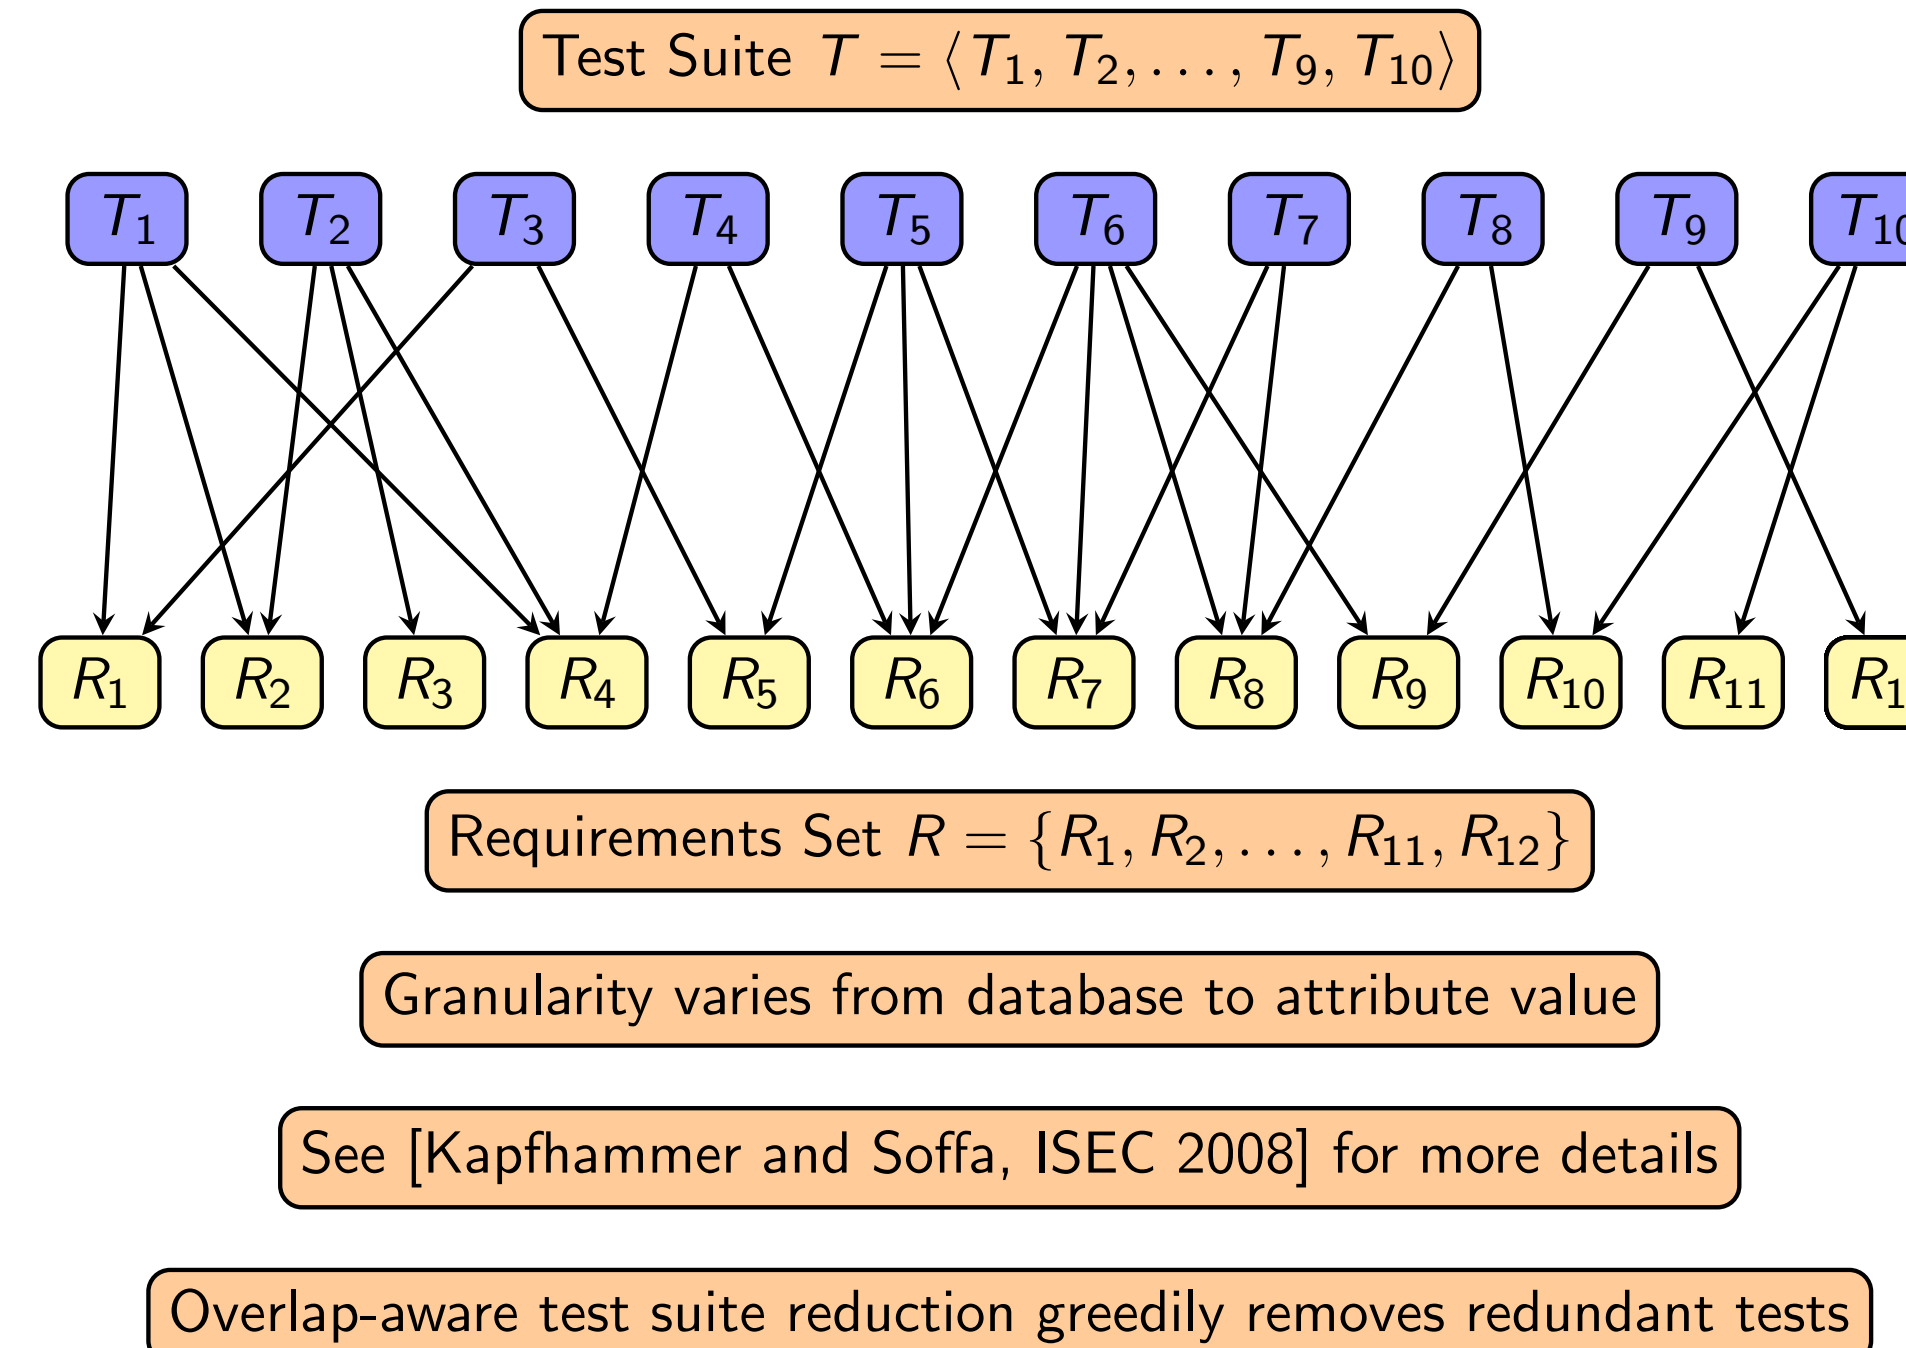 Test Suite T = ⟨T₁, T₂, . . . , T₉, T₁₀⟩
T₁ T₂ T₃ T₄ T₅ T₆ T₇ T₈ T₉ T₁₀
R₁ R₂ R₃ R₄ R₅ R₆ R₇ R₈ R₉ R₁₀ R₁₁ R₁
Requirements Set R = {R₁, R₂, . . . , R₁₁, R₁₂}
Granularity varies from database to attribute value
See [Kapfhammer and Soffa, ISEC 2008] for more details
Overlap-aware test suite reduction greedily removes redundant tests